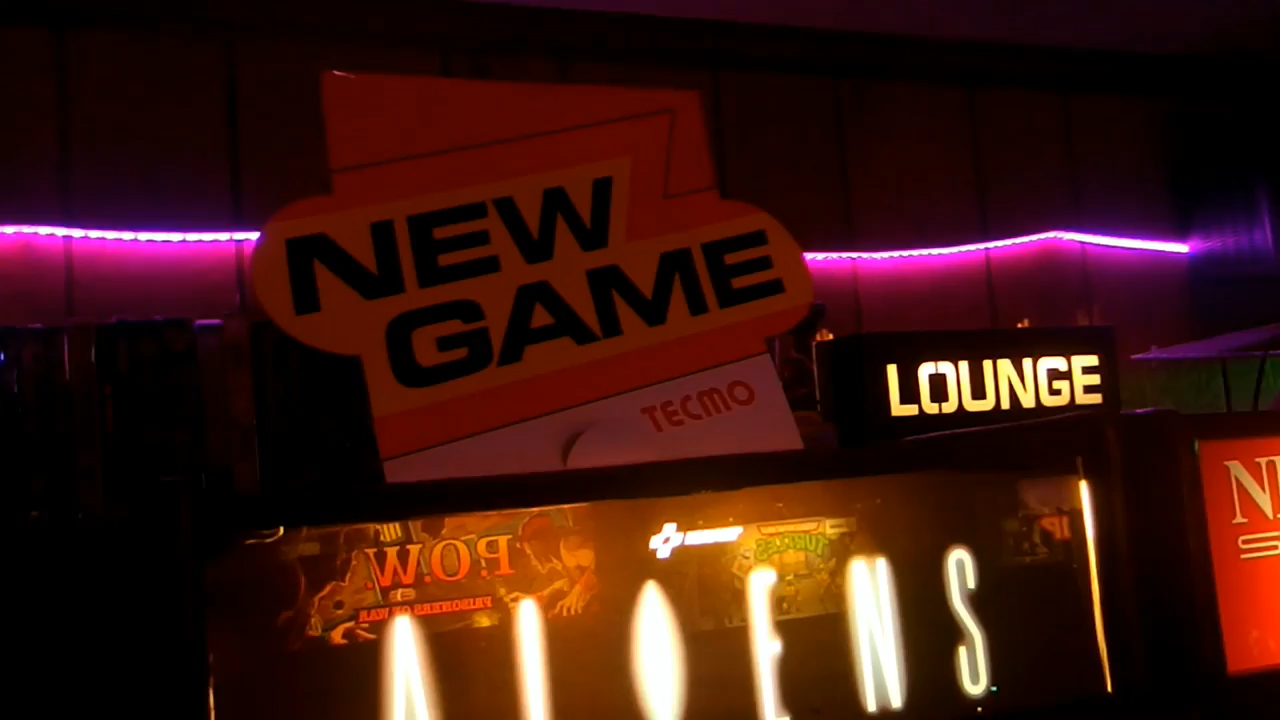 NEW
GAME
TECMO
LOUNGE
P.O.W.
PRISONERS OF WAR
TURTLES
ALIENS